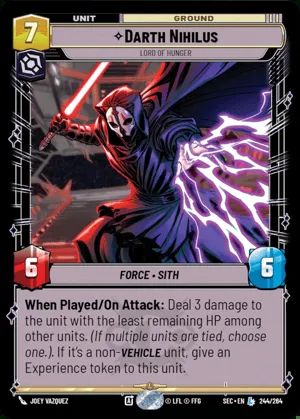 7
UNIT
GROUND
✧DARTH NIHILUS
LORD OF HUNGER
6
6
FORCE • SITH
When Played/On Attack: Deal 3 damage to
the unit with the least remaining HP among
other units. (If multiple units are tied, choose
one.). If it's a non-VEHICLE unit, give an
Experience token to this unit.
JOEY VAZQUEZ
© LFL © FFG
SEC • EN
244/264